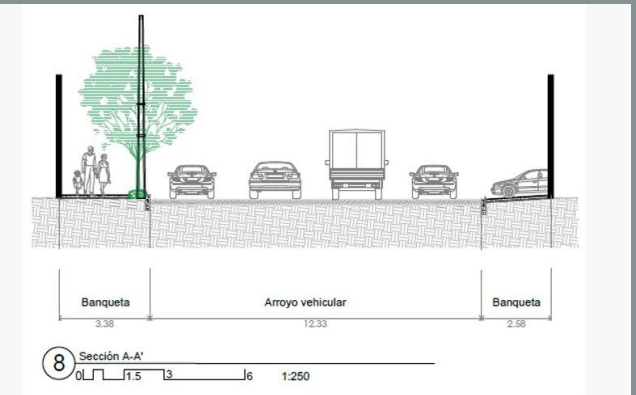 Banqueta Arroyo vehicular Banqueta
3.38 12.33 2.58
8 Sección A-A'
0 1.5 3 6 1:250